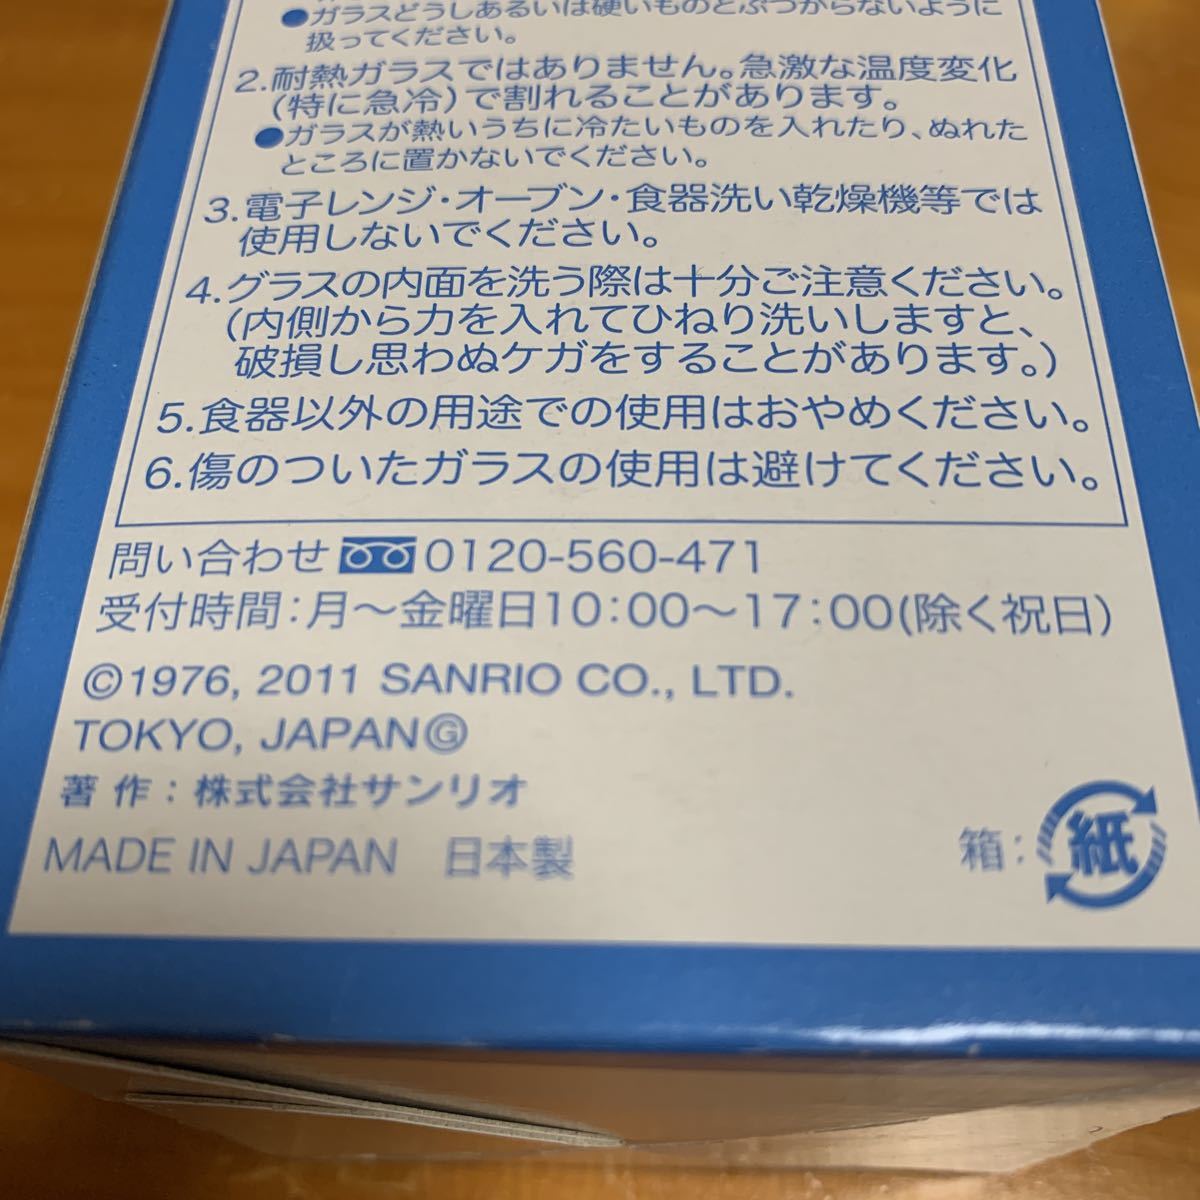 ●ガラスどうしあるいは硬いものとぶつからないように
扱ってください。
2.耐熱ガラスではありません。急激な温度変化
(特に急冷)で割れることがあります。
●ガラスが熱いうちに冷たいものを入れたり、ぬれた
ところに置かないでください。
3.電子レンジ・オーブン・食器洗い乾燥機等では
使用しないでください。
4.グラスの内面を洗う際は十分ご注意ください。
(内側から力を入れてひねり洗いしますと、
破損し思わぬケガをすることがあります。)
5.食器以外の用途での使用はおやめください。
6.傷のついたガラスの使用は避けてください。
問い合わせ 0120-560-471
受付時間:月～金曜日10:00～17:00(除く祝日)
©1976, 2011 SANRIO CO., LTD.
TOKYO, JAPANⒼ
著作:株式会社サンリオ
MADE IN JAPAN 日本製
箱: 紙